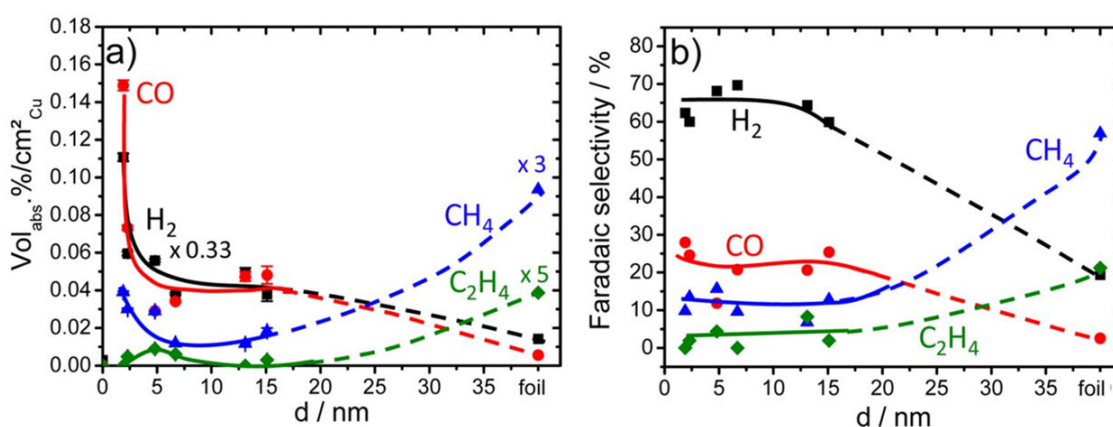 a)
0.18
0.16
0.14
0.12
0.10
0.08
0.06
0.04
0.02
0.00
Vol_abs.%/cm²_Cu
CO
H₂
x 0.33
CH₄
x 3
C₂H₄
x 5
0 5 10 15 20 25 30 35 foil
d / nm
b)
80
70
60
50
40
30
20
10
0
Faradaic selectivity / %
H₂
CO
CH₄
C₂H₄
0 5 10 15 20 25 30 35 foil
d / nm